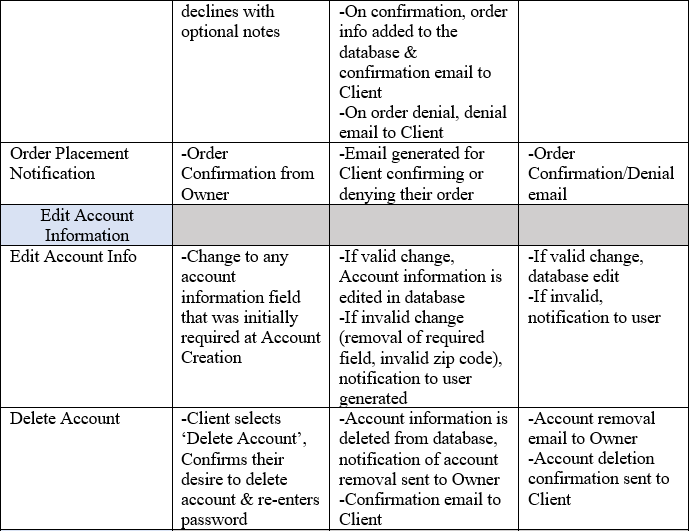 declines with
optional notes
-On confirmation, order
info added to the
database &
confirmation email to
Client
-On order denial, denial
email to Client
Order Placement
Notification
-Order
Confirmation from
Owner
-Email generated for
Client confirming or
denying their order
-Order
Confirmation/Denial
email
Edit Account
Information
Edit Account Info
-Change to any
account
information field
that was initially
required at Account
Creation
-If valid change,
Account information is
edited in database
-If invalid change
(removal of required
field, invalid zip code),
notification to user
generated
-If valid change,
database edit
-If invalid,
notification to user
Delete Account
-Client selects
‘Delete Account’,
Confirms their
desire to delete
account & re-enters
password
-Account information is
deleted from database,
notification of account
removal sent to Owner
-Confirmation email to
Client
-Account removal
email to Owner
-Account deletion
confirmation sent to
Client